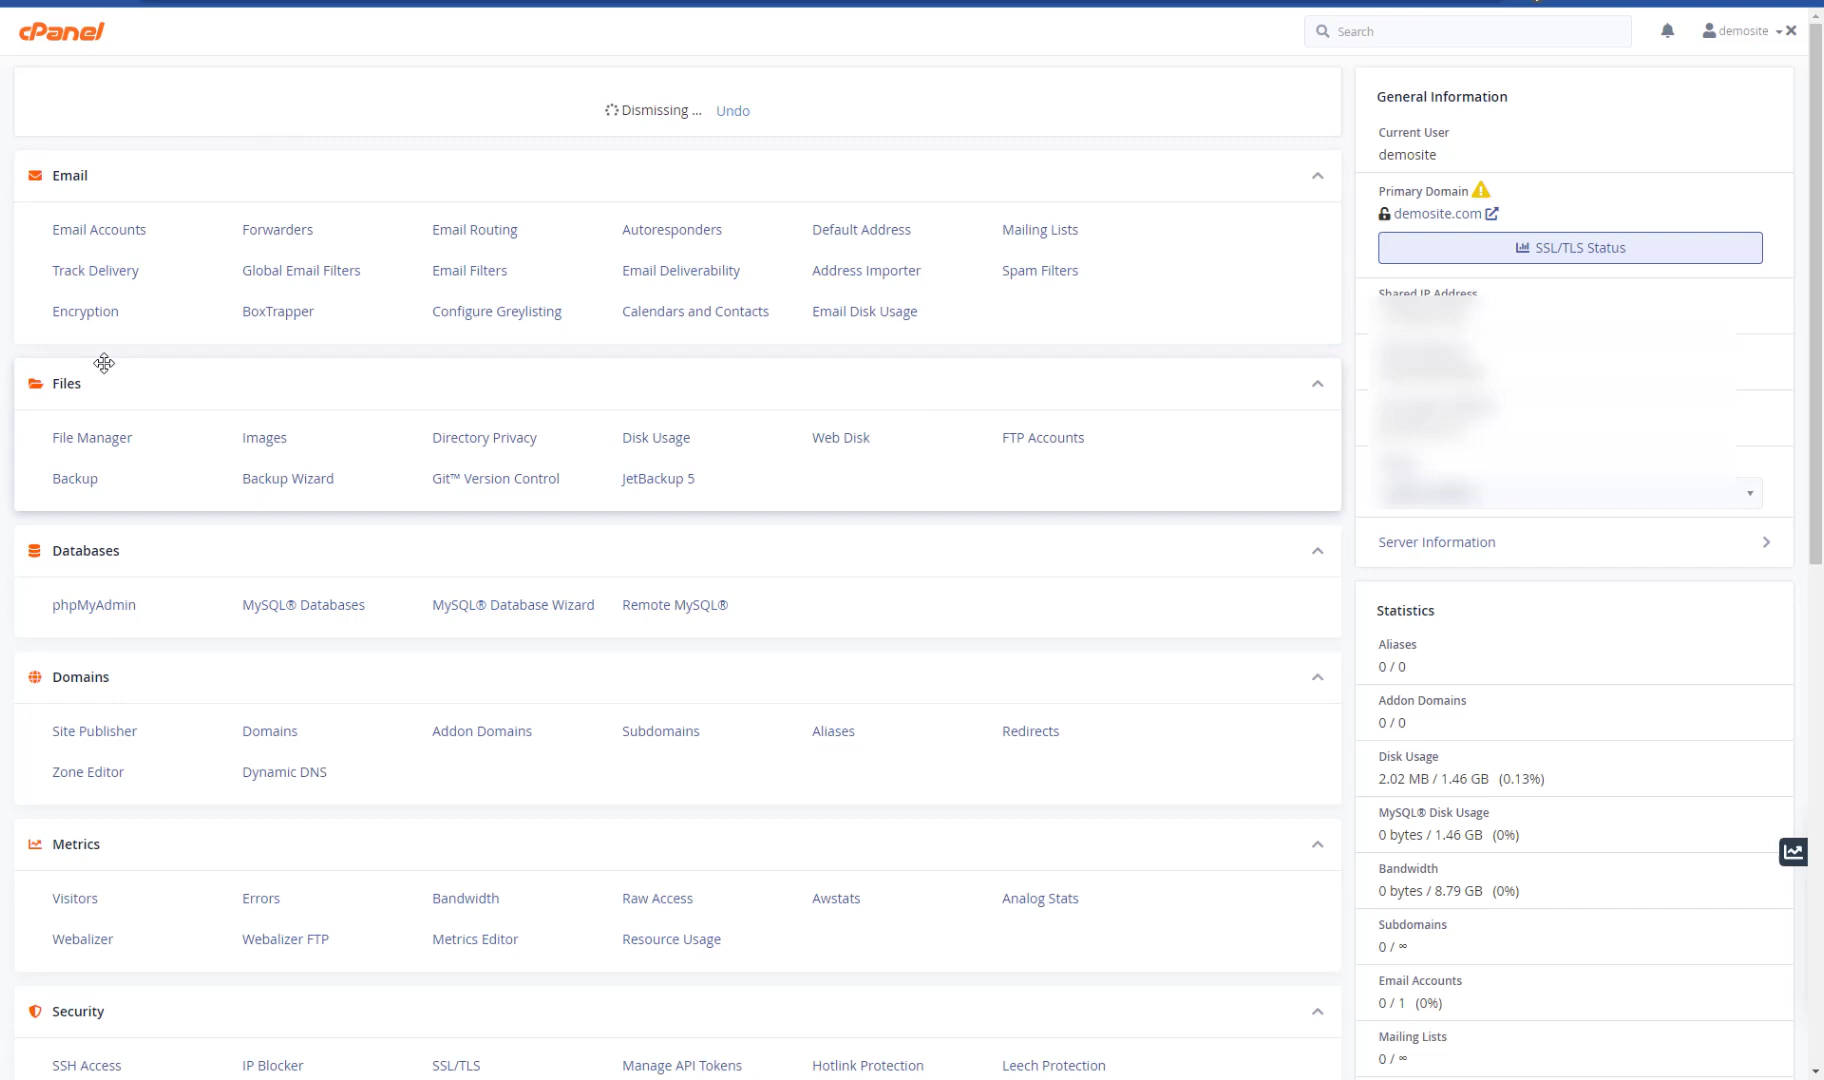 cPanel
Search
demosite
Dismissing ... Undo
Email
Email Accounts Forwarders Email Routing Autoresponders Default Address Mailing Lists
Track Delivery Global Email Filters Email Filters Email Deliverability Address Importer Spam Filters
Encryption BoxTrapper Configure Greylisting Calendars and Contacts Email Disk Usage
Files
File Manager Images Directory Privacy Disk Usage Web Disk FTP Accounts
Backup Backup Wizard Git™ Version Control JetBackup 5
Databases
phpMyAdmin MySQL® Databases MySQL® Database Wizard Remote MySQL®
Domains
Site Publisher Domains Addon Domains Subdomains Aliases Redirects
Zone Editor Dynamic DNS
Metrics
Visitors Errors Bandwidth Raw Access Awstats Analog Stats
Webalizer Webalizer FTP Metrics Editor Resource Usage
Security
SSH Access IP Blocker SSL/TLS Manage API Tokens Hotlink Protection Leech Protection
General Information
Current User
demosite
Primary Domain
demosite.com
SSL/TLS Status
Shared IP Address
Server Information
Statistics
Aliases
0 / 0
Addon Domains
0 / 0
Disk Usage
2.02 MB / 1.46 GB (0.13%)
MySQL® Disk Usage
0 bytes / 1.46 GB (0%)
Bandwidth
0 bytes / 8.79 GB (0%)
Subdomains
0 / ∞
Email Accounts
0 / 1 (0%)
Mailing Lists
0 / ∞